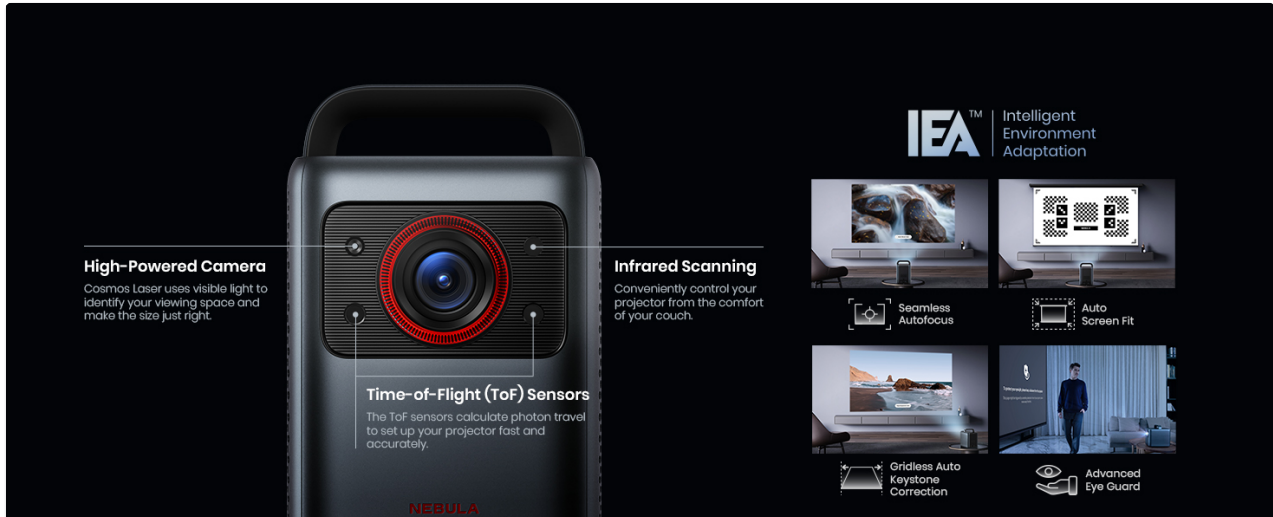 High-Powered Camera
Cosmos Laser uses visible light to
identify your viewing space and
make the size just right.
Infrared Scanning
Conveniently control your
projector from the comfort
of your couch.
Time-of-Flight (ToF) Sensors
The ToF sensors calculate photon travel
to set up your projector fast and
accurately.
NEBULA
IEA™
Intelligent
Environment
Adaptation
Seamless
Autofocus
Auto
Screen Fit
Gridless Auto
Keystone
Correction
Advanced
Eye Guard